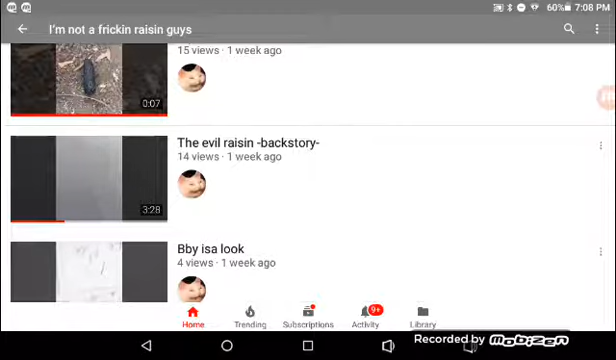 60% 7:08 PM
I'm not a frickin raisin guys
15 views · 1 week ago
0:07
The evil raisin -backstory-
14 views · 1 week ago
3:28
Bby isa look
4 views · 1 week ago
9+
Home Trending Subscriptions Activity Library
Recorded by Mobizen